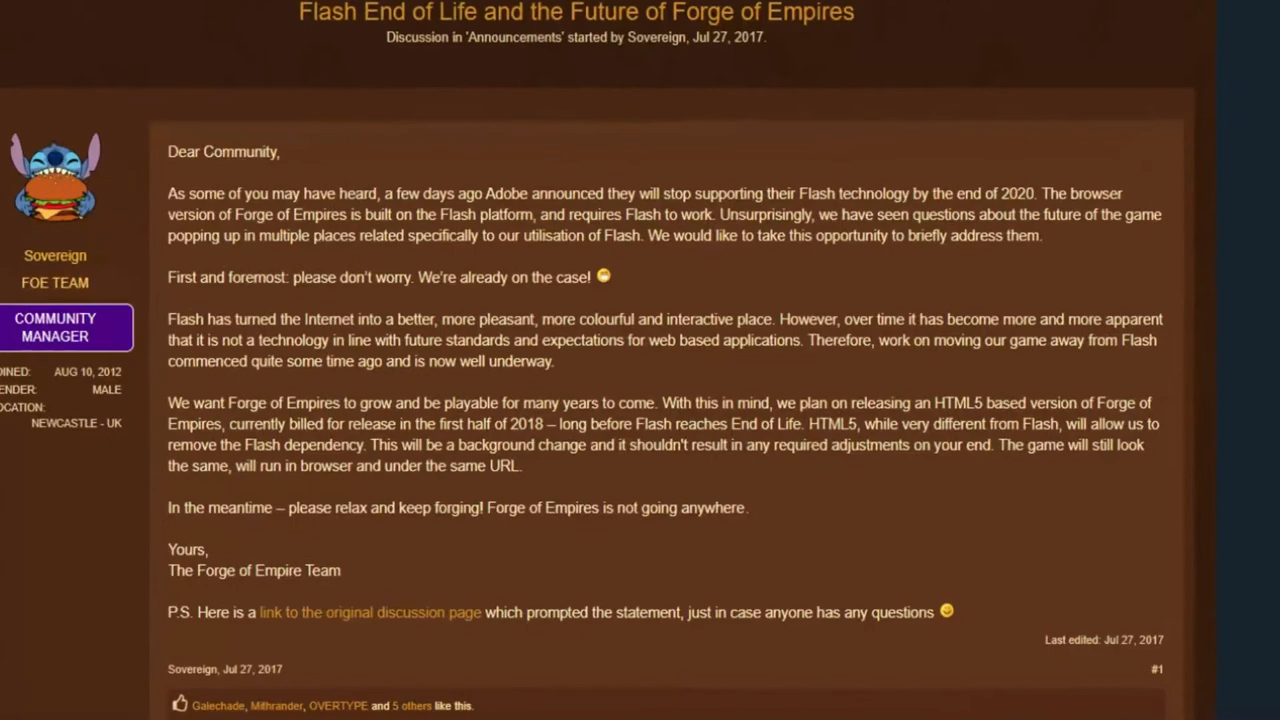 Flash End of Life and the Future of Forge of Empires
Discussion in 'Announcements' started by Sovereign, Jul 27, 2017.
Sovereign
FOE TEAM
COMMUNITY
MANAGER
OINED: AUG 10, 2012
ENDER: MALE
OCATION:
NEWCASTLE - UK
Dear Community,
As some of you may have heard, a few days ago Adobe announced they will stop supporting their Flash technology by the end of 2020. The browser
version of Forge of Empires is built on the Flash platform, and requires Flash to work. Unsurprisingly, we have seen questions about the future of the game
popping up in multiple places related specifically to our utilisation of Flash. We would like to take this opportunity to briefly address them.
First and foremost: please don't worry. We're already on the case!
Flash has turned the Internet into a better, more pleasant, more colourful and interactive place. However, over time it has become more and more apparent
that it is not a technology in line with future standards and expectations for web based applications. Therefore, work on moving our game away from Flash
commenced quite some time ago and is now well underway.
We want Forge of Empires to grow and be playable for many years to come. With this in mind, we plan on releasing an HTML5 based version of Forge of
Empires, currently billed for release in the first half of 2018 – long before Flash reaches End of Life. HTML5, while very different from Flash, will allow us to
remove the Flash dependency. This will be a background change and it shouldn't result in any required adjustments on your end. The game will still look
the same, will run in browser and under the same URL.
In the meantime – please relax and keep forging! Forge of Empires is not going anywhere.
Yours,
The Forge of Empire Team
P.S. Here is a link to the original discussion page which prompted the statement, just in case anyone has any questions
Last edited: Jul 27, 2017
Sovereign, Jul 27, 2017 #1
Galechade, Mithrander, OVERTYPE and 5 others like this.